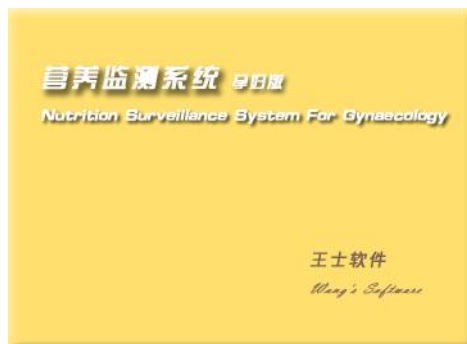 营养监测系统 孕妇版
Nutrition Surveillance System For Gynaecology
王士软件
Wang's Software